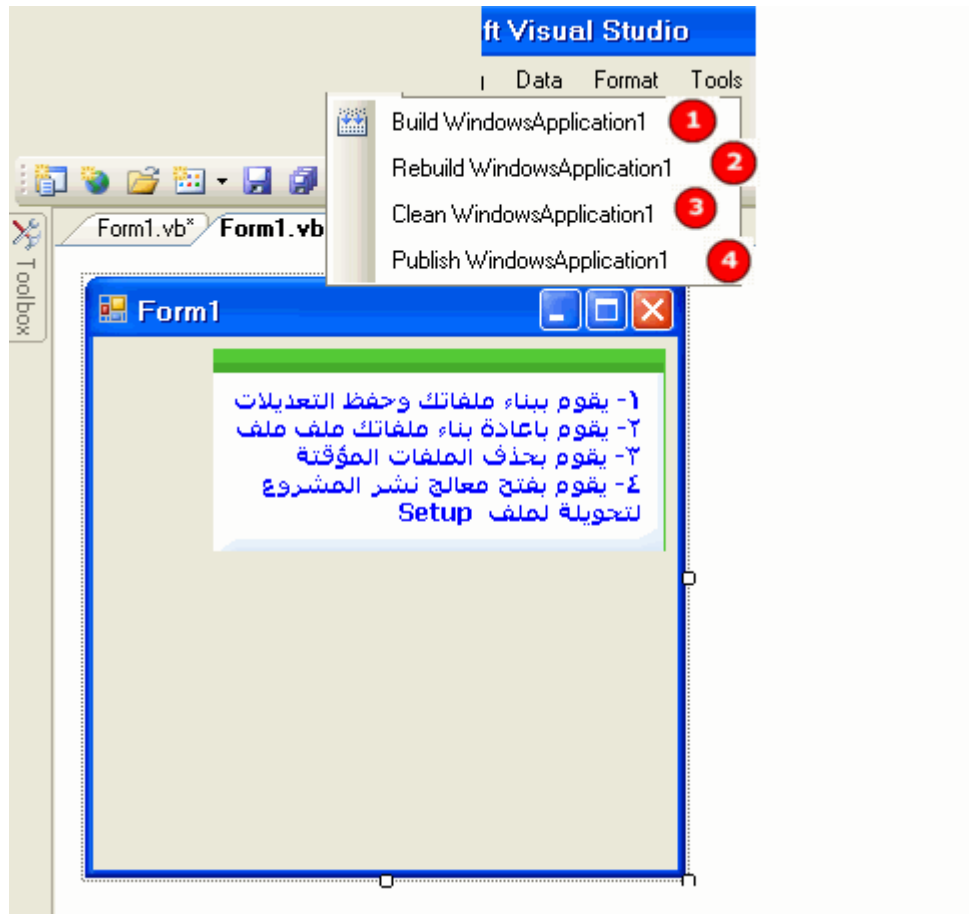 ft Visual Studio
Data Format Tools
Build WindowsApplication1 1
Rebuild WindowsApplication1 2
Clean WindowsApplication1 3
Publish WindowsApplication1 4
Form1.vb* Form1.vb
Toolbox
Form1
١- يقوم ببناء ملفاتك وحفظ التعديلات
٢- يقوم باعادة بناء ملفاتك ملف ملف
٣- يقوم بحذف الملفات المؤقتة
٤- يقوم بفتح معالج نشر المشروع
لتحويلة لملف Setup